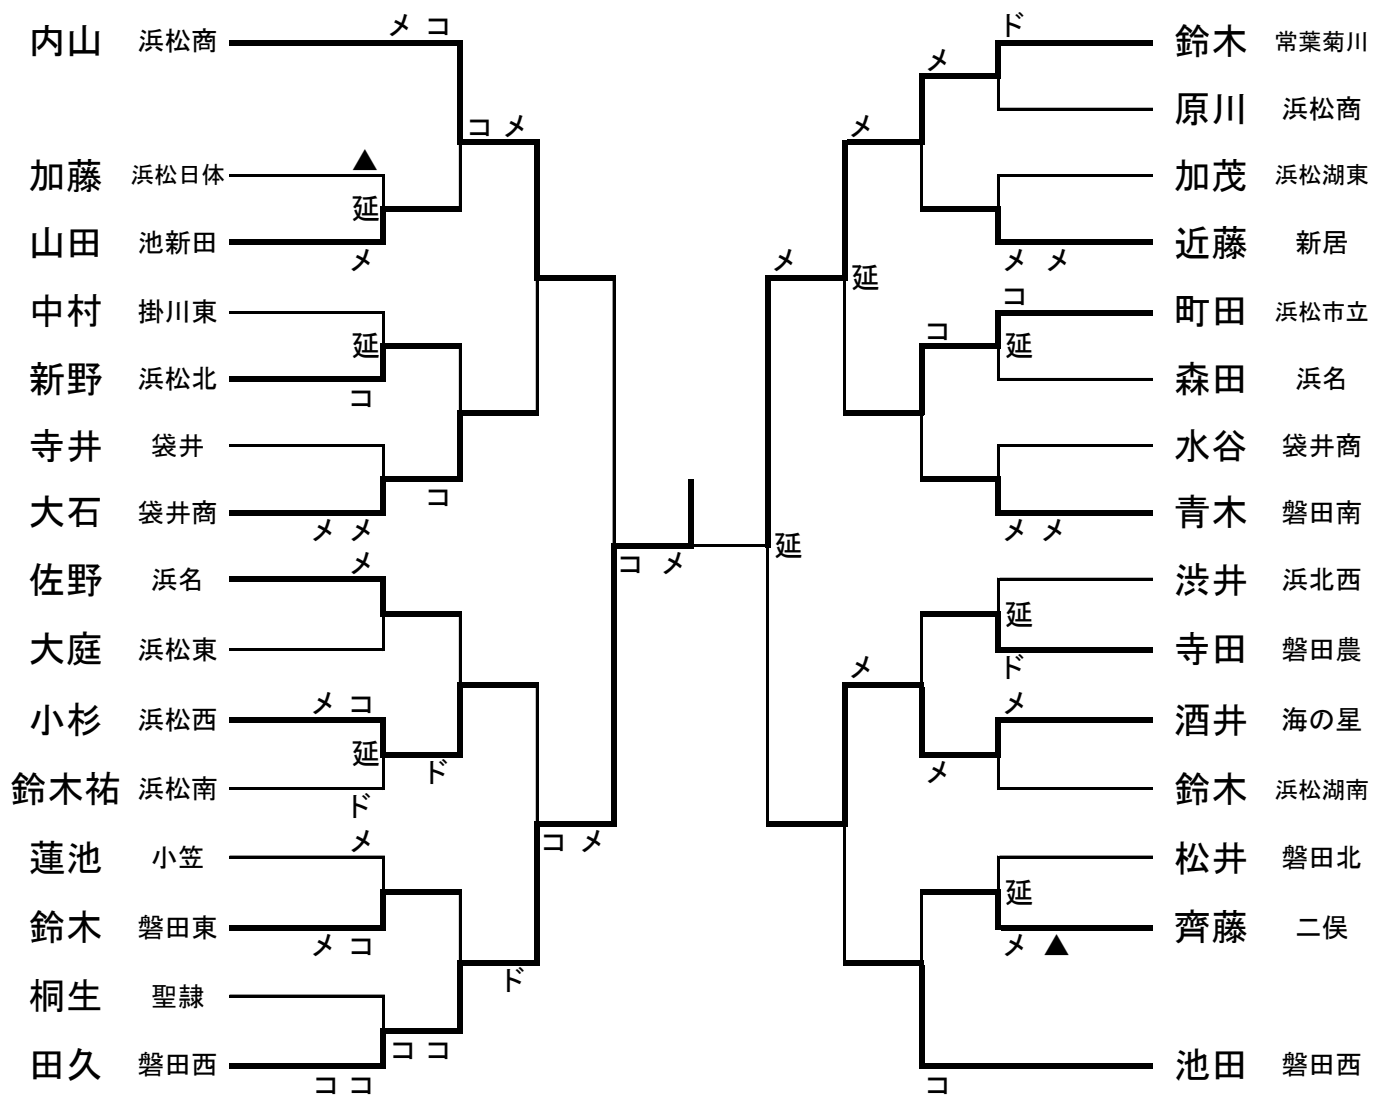 メ コ
内山 浜松商
コ メ
加藤 浜松日体
▲
延
山田 池新田
メ
中村 掛川東
延
新野 浜松北
コ
寺井 袋井
コ
大石 袋井商
メ メ
メ
佐野 浜名
大庭 浜松東
メ コ
小杉 浜松西
延
ド
鈴木祐 浜松南
ド
メ
蓮池 小笠
コ メ
鈴木 磐田東
メ コ
ド
桐生 聖隷
コ コ
田久 磐田西
コ コ
コ メ
ド
鈴木 常葉菊川
メ
原川 浜松商
メ
加茂 浜松湖東
近藤 新居
メ メ
メ
延
コ
町田 浜松市立
コ
延
森田 浜名
水谷 袋井商
青木 磐田南
メ メ
延
渋井 浜北西
延
寺田 磐田農
ド
メ
メ
酒井 海の星
メ
鈴木 浜松湖南
松井 磐田北
延
齊藤 二俣
メ ▲
池田 磐田西
コ